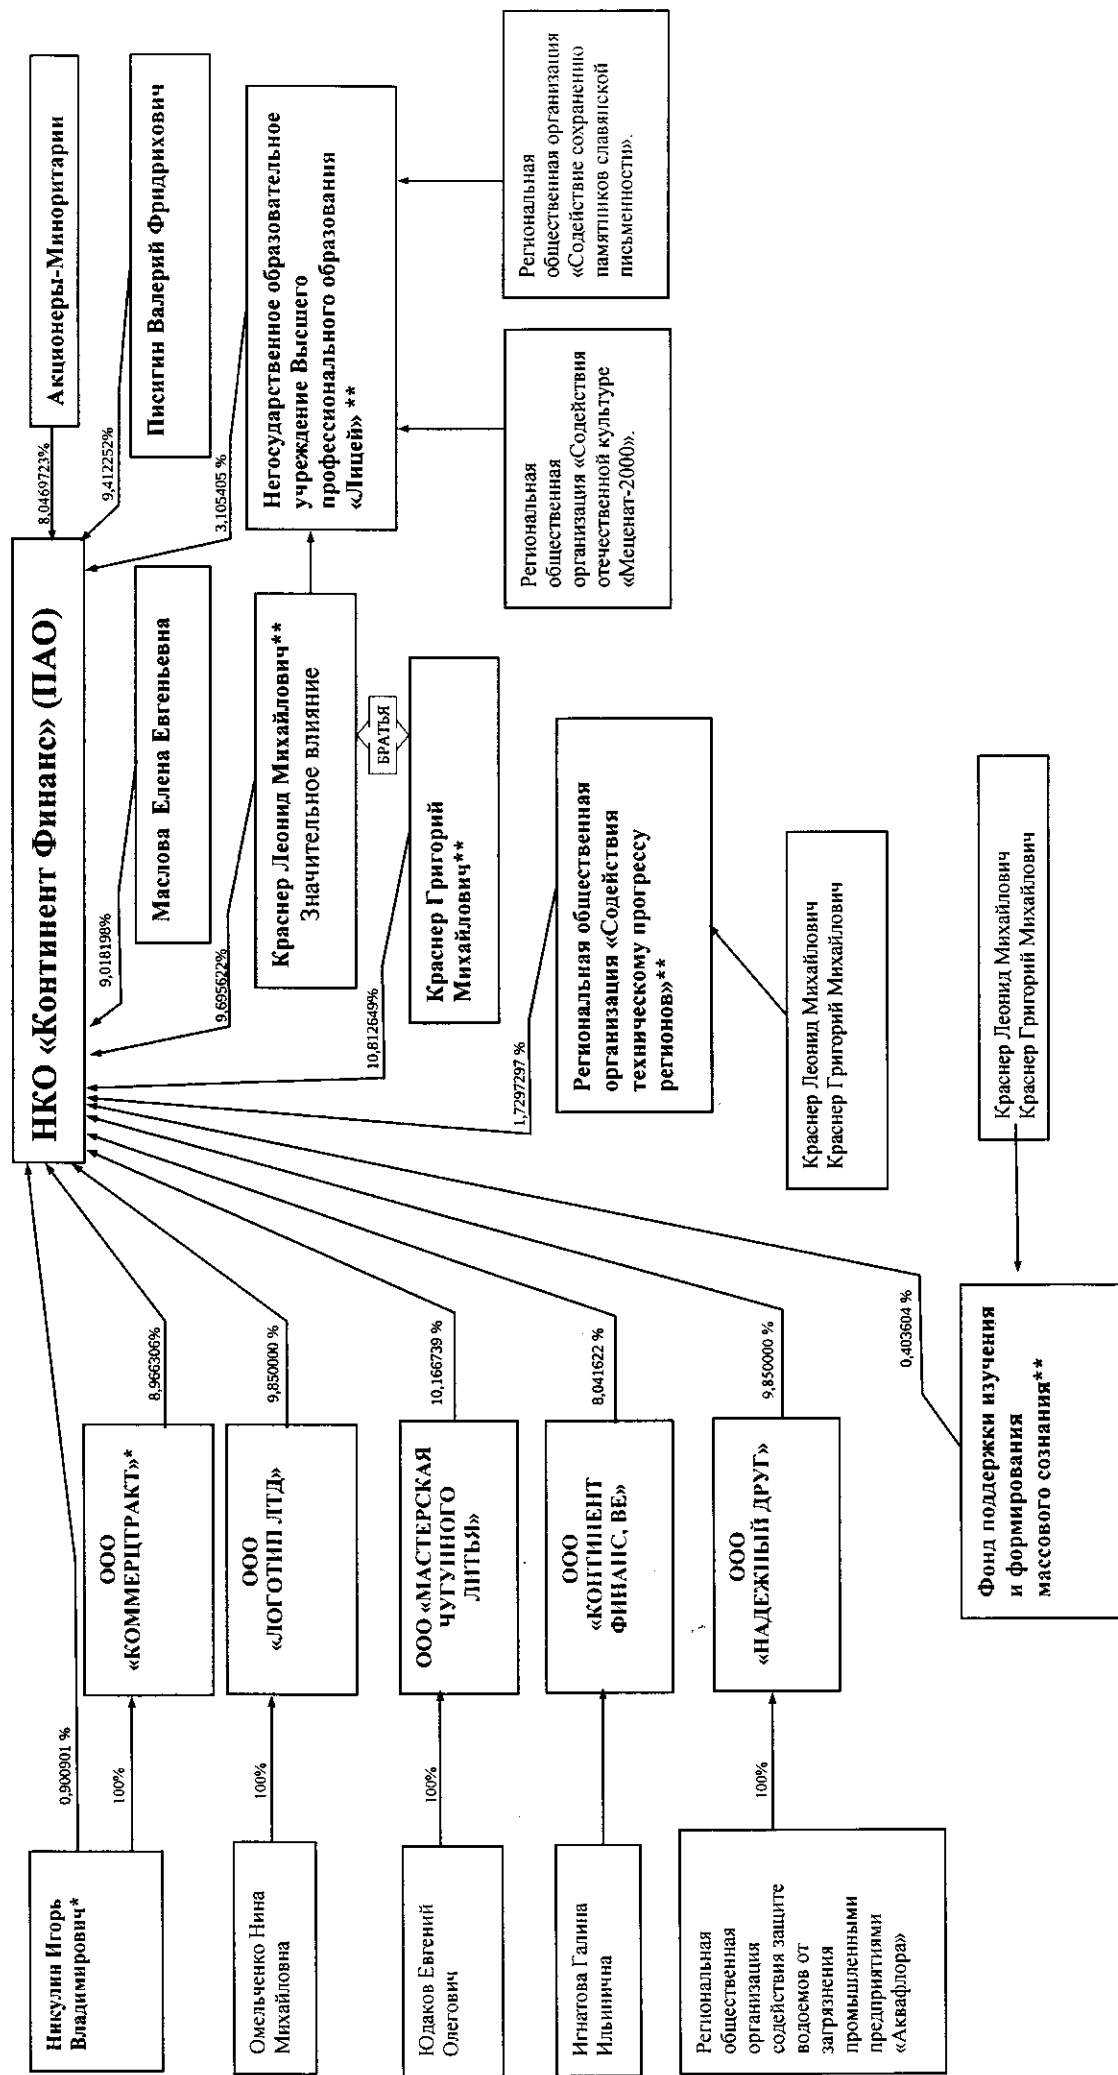 НКО «Континент Финанс» (ПАО)
0,900901 %
8,966306%
9,850000 %
10,166739 %
8,041622 %
9,850000 %
0,403604 %
1,7297297 %
10,812649%
9,695622%
9,018198%
3,105405 %
9,412252%
8,0469723%
Акционеры-Миноритарии
Писигин Валерий Фридрихович
Маслова Елена Евгеньевна
Негосударственное образовательное
учреждение Высшего
профессионального образования
«Лицей» **
Краснер Леонид Михайлович**
Значительное влияние
БРАТЬЯ
Краснер Григорий
Михайлович**
Региональная
общественная
организация «Содействия
отечественной культуре
«Меценат-2000».
Региональная
общественная организация
«Содействие сохранению
памятников славянской
письменности».
Региональная общественная
организация «Содействия
техническому прогрессу
регионов»**
Краснер Леонид Михайлович
Краснер Григорий Михайлович
Краснер Леонид Михайлович
Краснер Григорий Михайлович
Фонд поддержки изучения
и формирования
массового сознания**
Никулин Игорь
Владимирович*
100%
ООО
«КОММЕРЦТРАКТ»*
Омельченко Нина
Михайловна
100%
ООО
«ЛОГОТИП ЛТД»
Юдаков Евгений
Олегович
100%
ООО «МАСТЕРСКАЯ
ЧУГУННОГО
ЛИТЬЯ»
Игнатова Галина
Ильинична
ООО
«КОНТИНЕНТ
ФИНАНС, ВЕ»
Региональная
общественная
организация
содействия защите
водоемов от
загрязнения
промышленными
предприятиями
«Аквафлора»
100%
ООО
«НАДЕЖНЫЙ ДРУГ»